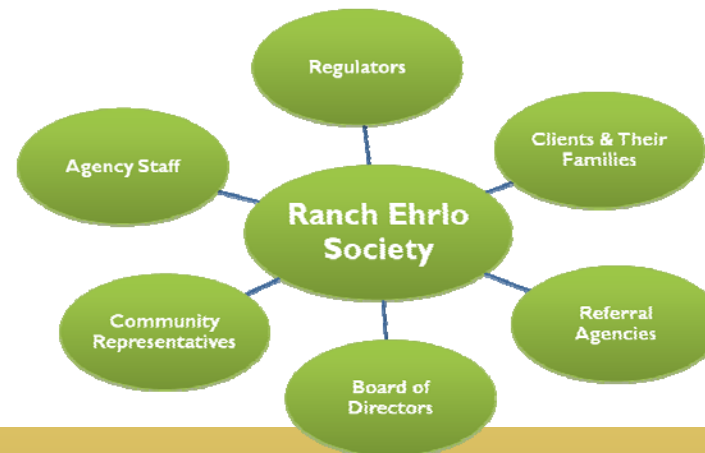 Regulators
Clients & Their
Families
Agency Staff
Ranch Ehrlo
Society
Referral
Agencies
Community
Representatives
Board of
Directors